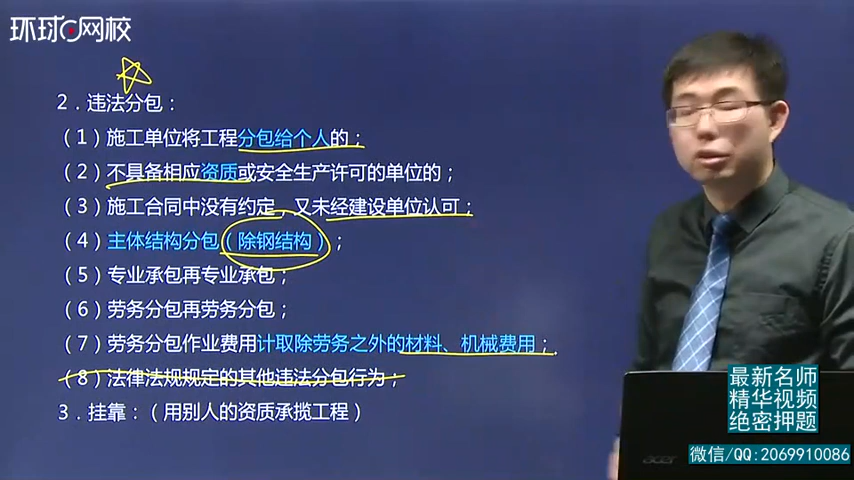 环球网校
2．违法分包：
（1）施工单位将工程分包给个人的；
（2）不具备相应资质或安全生产许可的单位的；
（3）施工合同中没有约定，又未经建设单位认可；
（4）主体结构分包（除钢结构）；
（5）专业承包再专业承包；
（6）劳务分包再劳务分包；
（7）劳务分包作业费用计取除劳务之外的材料、机械费用；
（8）法律法规规定的其他违法分包行为；
3．挂靠：（用别人的资质承揽工程）
最新名师
精华视频
绝密押题
微信/QQ:2069910086
acer